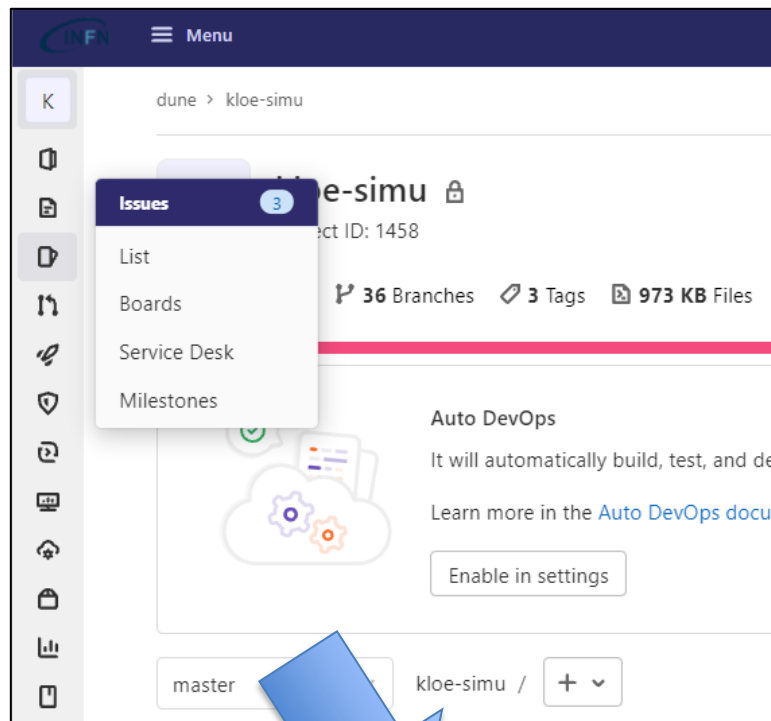 INFN Menu
K
dune > kloe-simu
e-simu
Issues 3
ect ID: 1458
List
36 Branches 3 Tags 973 KB Files
Boards
Service Desk
Milestones
Auto DevOps
It will automatically build, test, and de
Learn more in the Auto DevOps docu
Enable in settings
master kloe-simu / +